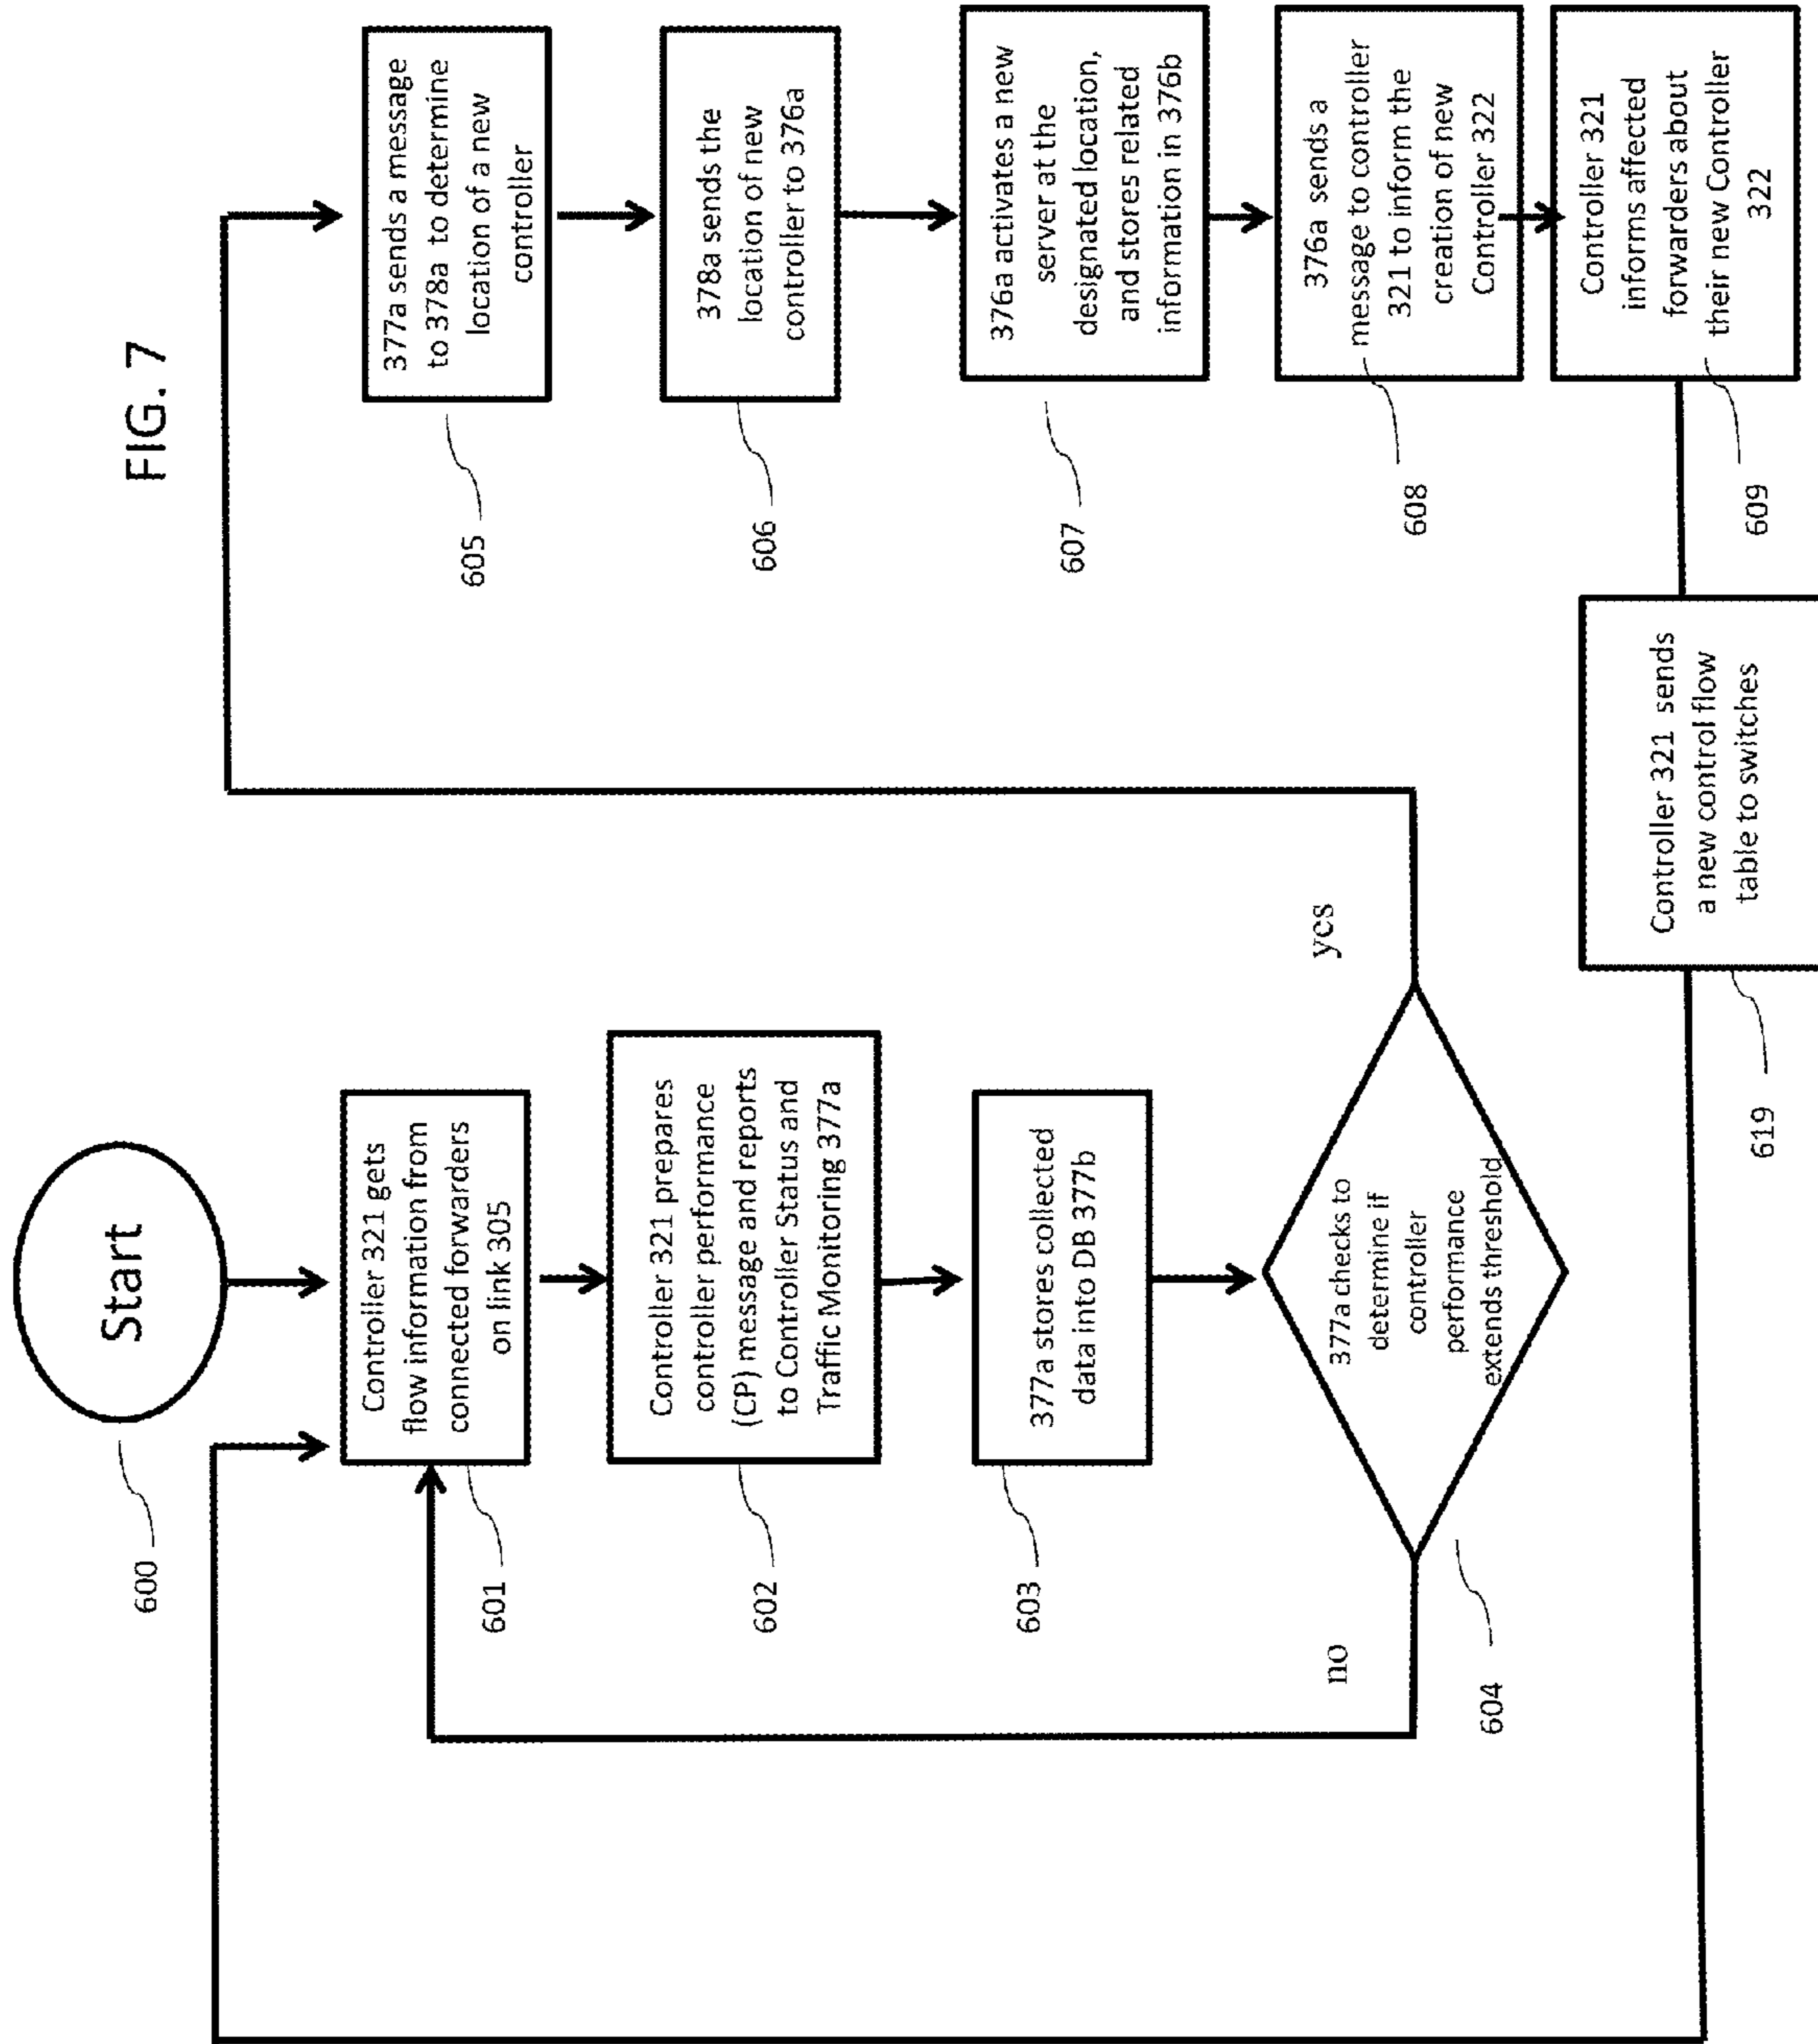 FIG. 7
Start
600
Controller 321 gets
flow information from
connected forwarders
on link 305
601
Controller 321 prepares
controller performance
(CP) message and reports
to Controller Status and
Traffic Monitoring 377a
602
377a stores collected
data into DB 377b
603
377a checks to
determine if
controller
performance
extends threshold
604
no
yes
377a sends a message
to 378a to determine
location of a new
controller
605
378a sends the
location of new
controller to 376a
606
376a activates a new
server at the
designated location,
and stores related
information in 376b
607
376a sends a
message to controller
321 to inform the
creation of new
Controller 322
608
Controller 321
informs affected
forwarders about
their new Controller
322
609
Controller 321 sends
a new control flow
table to switches
619